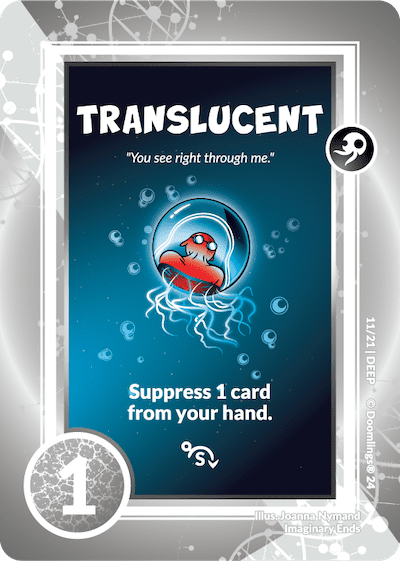 TRANSLUCENT
"You see right through me."
Suppress 1 card
from your hand.
S
1
11/21 | DEEP © Doomlings® 24
Illus. Joanna Nymand
Imaginary Ends